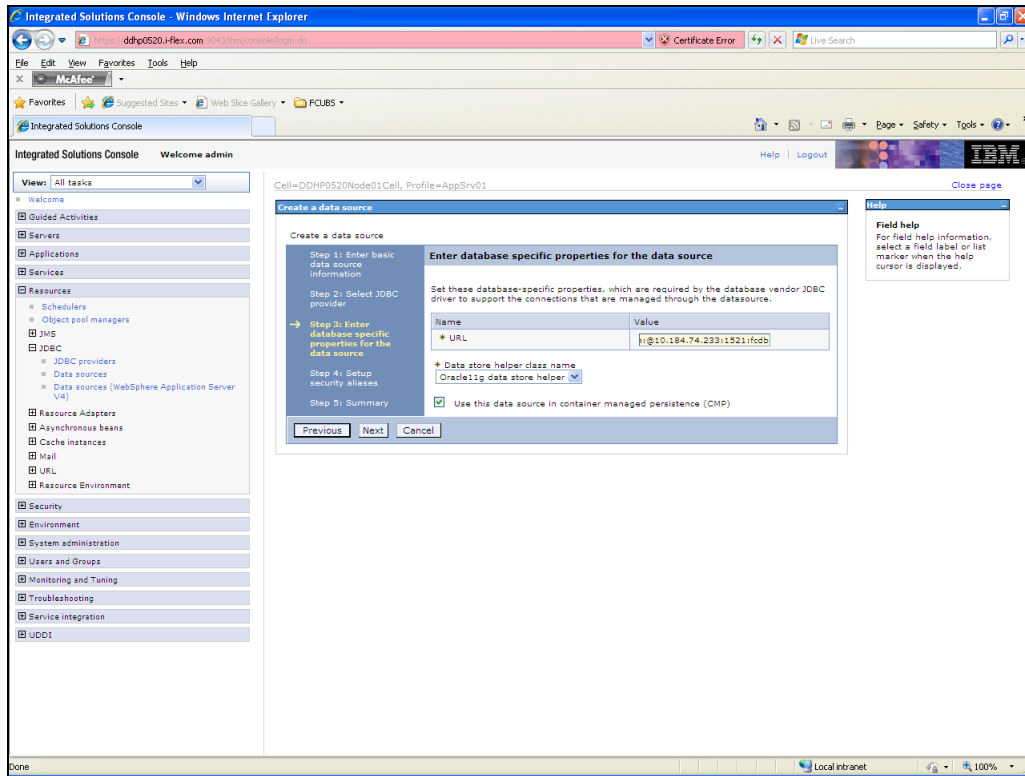 Integrated Solutions Console - Windows Internet Explorer
https://ddhp0520.i-flex.com:9043/ibm/console/login.do
Certificate Error
Live Search
File Edit View Favorites Tools Help
McAfee
Favorites Suggested Sites Web Slice Gallery FCUBS
Integrated Solutions Console
Page Safety Tools
Integrated Solutions Console Welcome admin
Help | Logout
IBM.
View: All tasks
Welcome
Guided Activities
Servers
Applications
Services
Resources
Schedulers
Object pool managers
JMS
JDBC
JDBC providers
Data sources
Data sources (WebSphere Application Server
V4)
Resource Adapters
Asynchronous beans
Cache instances
Mail
URL
Resource Environment
Security
Environment
System administration
Users and Groups
Monitoring and Tuning
Troubleshooting
Service integration
UDDI
Cell=DDHP0520Node01Cell, Profile=AppSrv01
Close page
Create a data source
Create a data source
Step 1: Enter basic
data source
information
Step 2: Select JDBC
provider
Step 3: Enter
database specific
properties for the
data source
Step 4: Setup
security aliases
Step 5: Summary
Enter database specific properties for the data source
Set these database-specific properties, which are required by the database vendor JDBC
driver to support the connections that are managed through the datasource.
Name Value
* URL
:@10.184.74.233:1521:fcdb
* Data store helper class name
Oracle11g data store helper
Use this data source in container managed persistence (CMP)
Previous Next Cancel
Help
Field help
For field help information,
select a field label or list
marker when the help
cursor is displayed.
Done
Local intranet
100%